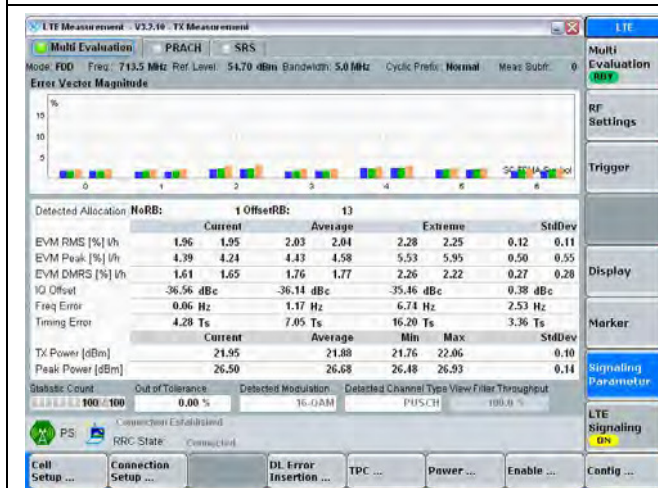 LTE Measurement - V3.2.10 - TX Measurement
LTE
Multi Evaluation PRACH SRS
Multi Evaluation
RDY
Mode: FDD Freq.: 713.5 MHz Ref. Level: 54.70 dBm Bandwidth: 5.0 MHz Cyclic Prefix: Normal Meas Subfr.: 0
Error Vector Magnitude
%
15
10
5
SC-FDMA Symbol
0 1 2 3 4 5 6
RF Settings
Trigger
Detected Allocation NoRB: 1 OffsetRB: 13
Current Average Extreme StdDev
EVM RMS [%] l/h 1.96 1.95 2.03 2.04 2.28 2.25 0.12 0.11
EVM Peak [%] l/h 4.39 4.24 4.43 4.58 5.53 5.95 0.50 0.55
EVM DMRS [%] l/h 1.61 1.65 1.76 1.77 2.26 2.22 0.27 0.28
IQ Offset -36.56 dBc -36.14 dBc -35.46 dBc 0.38 dBc
Freq Error 0.06 Hz 1.17 Hz 6.74 Hz 2.53 Hz
Timing Error 4.28 Ts 7.05 Ts 16.20 Ts 3.36 Ts
Current Average Min Max StdDev
TX Power [dBm] 21.95 21.88 21.76 22.06 0.10
Peak Power [dBm] 26.50 26.68 26.48 26.93 0.14
Display
Marker
Signaling Parameter
Statistic Count Out of Tolerance Detected Modulation Detected Channel Type View Filter Throughput
100 / 100 0.00 % 16-QAM PUSCH 100.0 %
Connection Established
PS RRC State: Connected
LTE Signaling
ON
Cell Setup ... Connection Setup ... DL Error Insertion ... TPC ... Power ... Enable ... Config ...